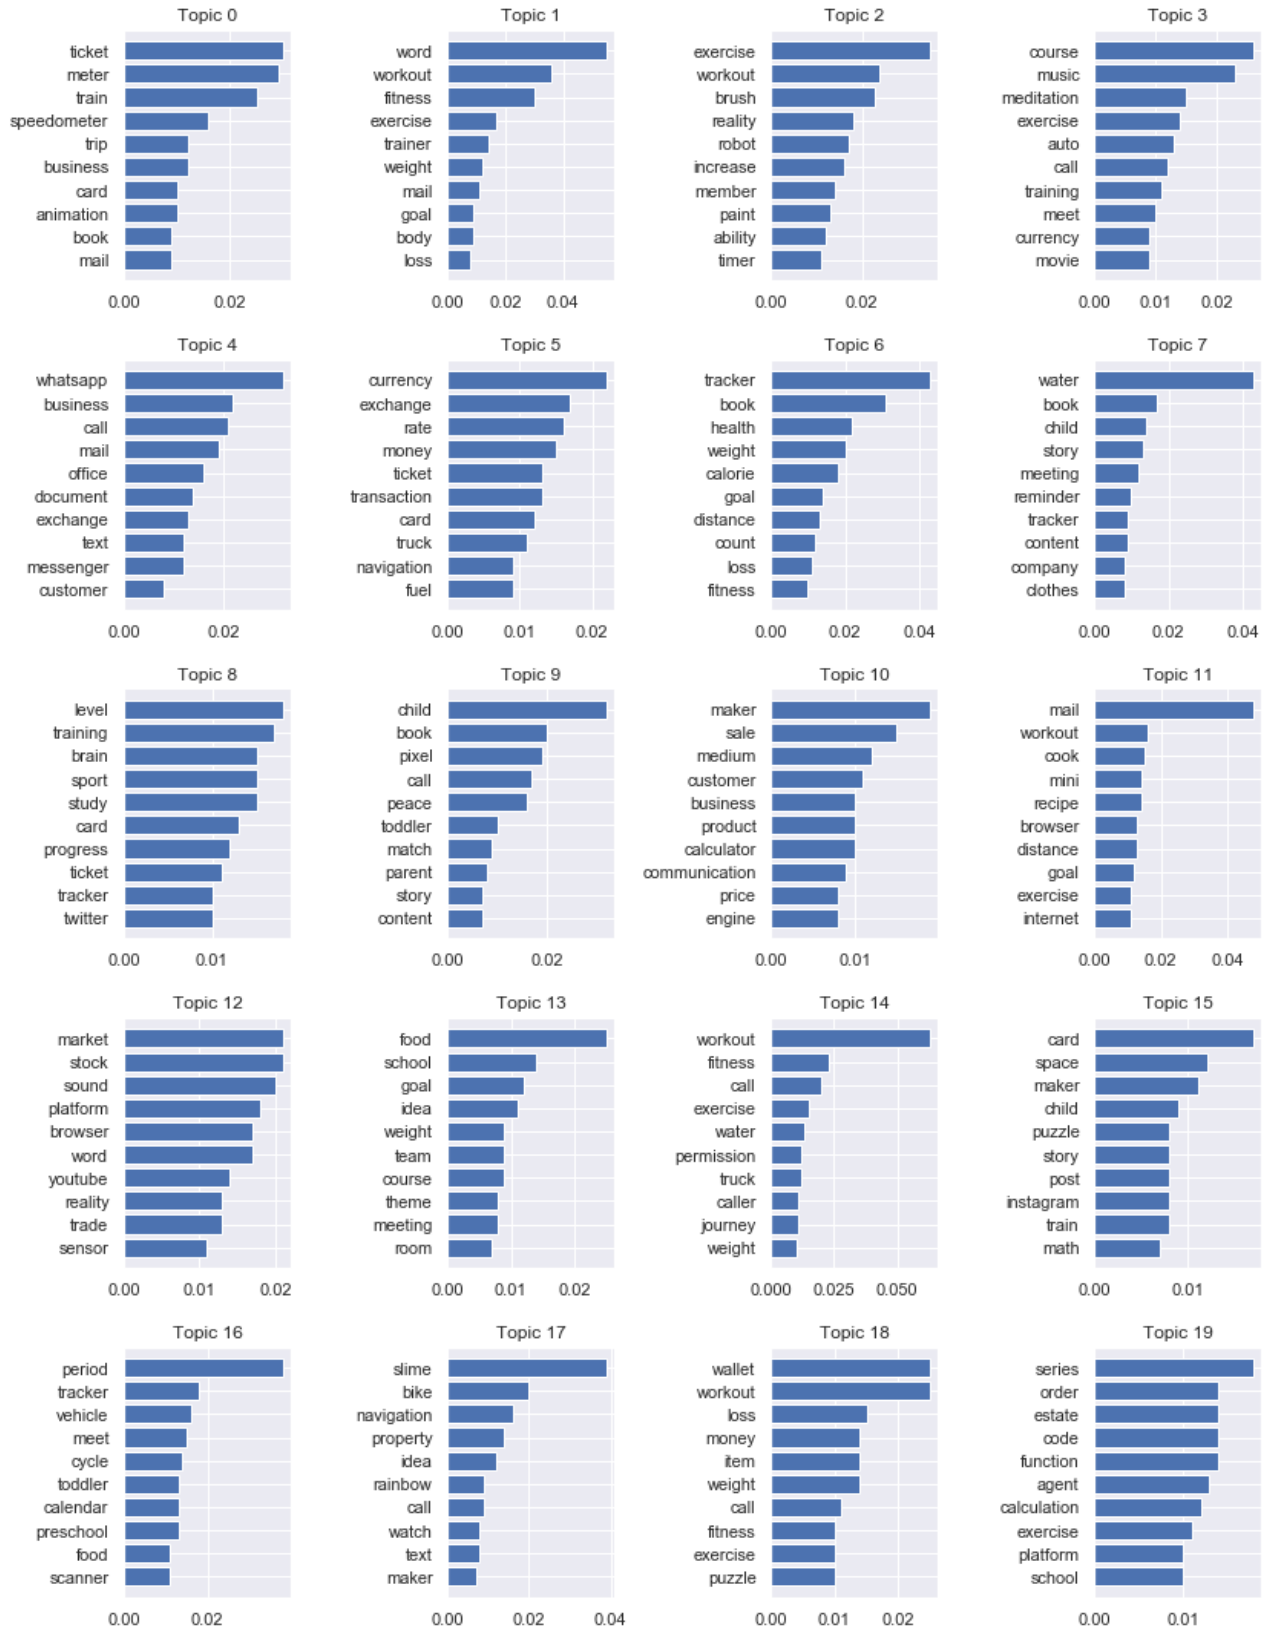 Topic 0
ticket
meter
train
speedometer
trip
business
card
animation
book
mail
0.00 0.02
Topic 1
word
workout
fitness
exercise
trainer
weight
mail
goal
body
loss
0.00 0.02 0.04
Topic 2
exercise
workout
brush
reality
robot
increase
member
paint
ability
timer
0.00 0.02
Topic 3
course
music
meditation
exercise
auto
call
training
meet
currency
movie
0.00 0.01 0.02
Topic 4
whatsapp
business
call
mail
office
document
exchange
text
messenger
customer
0.00 0.02
Topic 5
currency
exchange
rate
money
ticket
transaction
card
truck
navigation
fuel
0.00 0.01 0.02
Topic 6
tracker
book
health
weight
calorie
goal
distance
count
loss
fitness
0.00 0.02 0.04
Topic 7
water
book
child
story
meeting
reminder
tracker
content
company
clothes
0.00 0.02 0.04
Topic 8
level
training
brain
sport
study
card
progress
ticket
tracker
twitter
0.00 0.01
Topic 9
child
book
pixel
call
peace
toddler
match
parent
story
content
0.00 0.02
Topic 10
maker
sale
medium
customer
business
product
calculator
communication
price
engine
0.00 0.01
Topic 11
mail
workout
cook
mini
recipe
browser
distance
goal
exercise
internet
0.00 0.02 0.04
Topic 12
market
stock
sound
platform
browser
word
youtube
reality
trade
sensor
0.00 0.01 0.02
Topic 13
food
school
goal
idea
weight
team
course
theme
meeting
room
0.00 0.01 0.02
Topic 14
workout
fitness
call
exercise
water
permission
truck
caller
journey
weight
0.000 0.025 0.050
Topic 15
card
space
maker
child
puzzle
story
post
instagram
train
math
0.00 0.01
Topic 16
period
tracker
vehicle
meet
cycle
toddler
calendar
preschool
food
scanner
0.00 0.02
Topic 17
slime
bike
navigation
property
idea
rainbow
call
watch
text
maker
0.00 0.02 0.04
Topic 18
wallet
workout
loss
money
item
weight
call
fitness
exercise
puzzle
0.00 0.01 0.02
Topic 19
series
order
estate
code
function
agent
calculation
exercise
platform
school
0.00 0.01